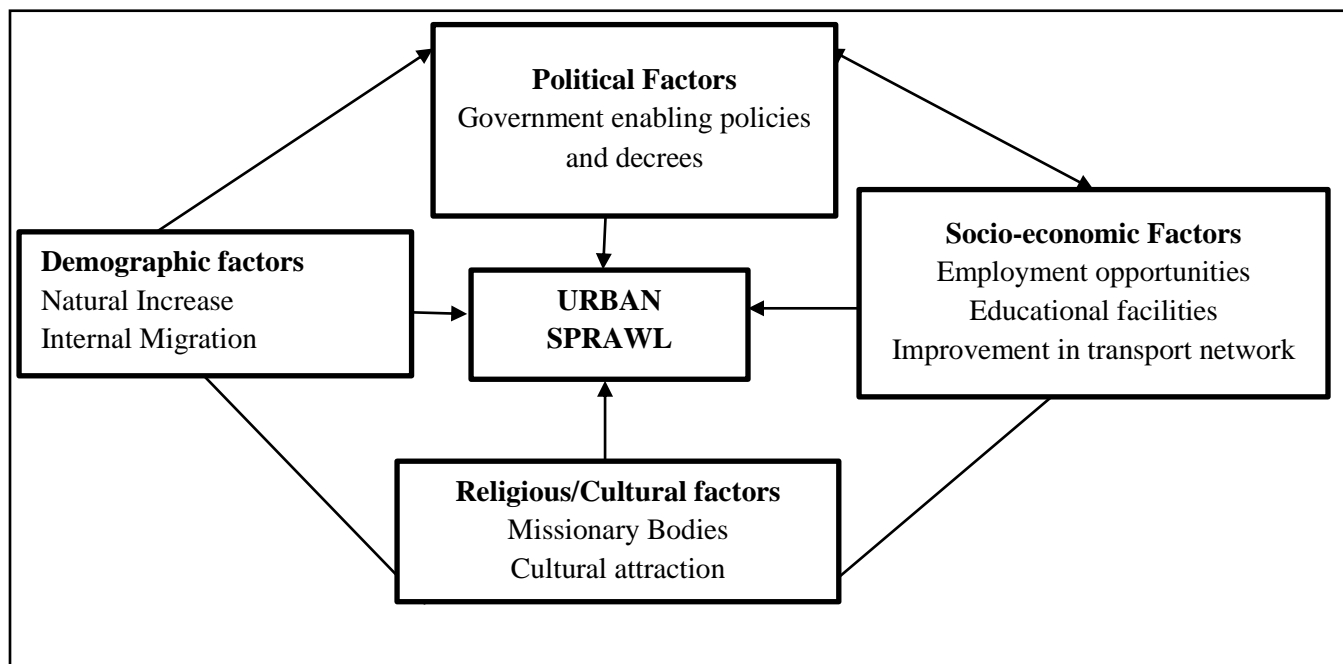 Political Factors
Government enabling policies
and decrees
Demographic factors
Natural Increase
Internal Migration
URBAN
SPRAWL
Socio-economic Factors
Employment opportunities
Educational facilities
Improvement in transport network
Religious/Cultural factors
Missionary Bodies
Cultural attraction